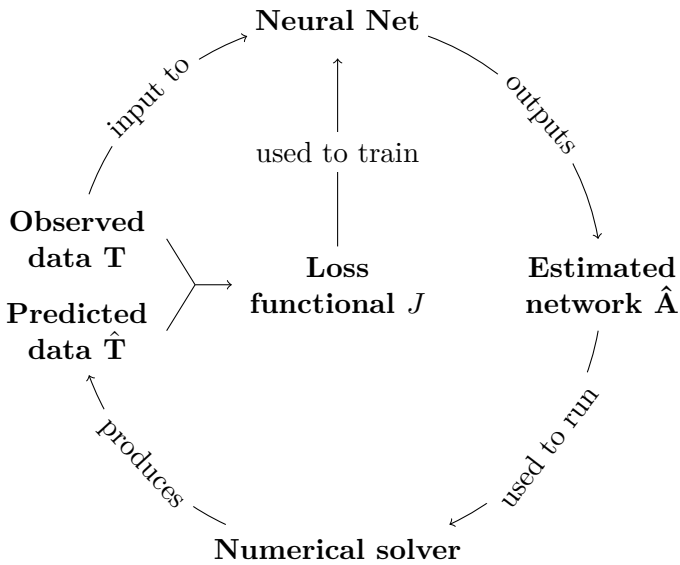 Neural Net
input to
outputs
used to train
Observed
data T
Predicted
data T̂
Loss
functional J
Estimated
network Â
produces
used to run
Numerical solver